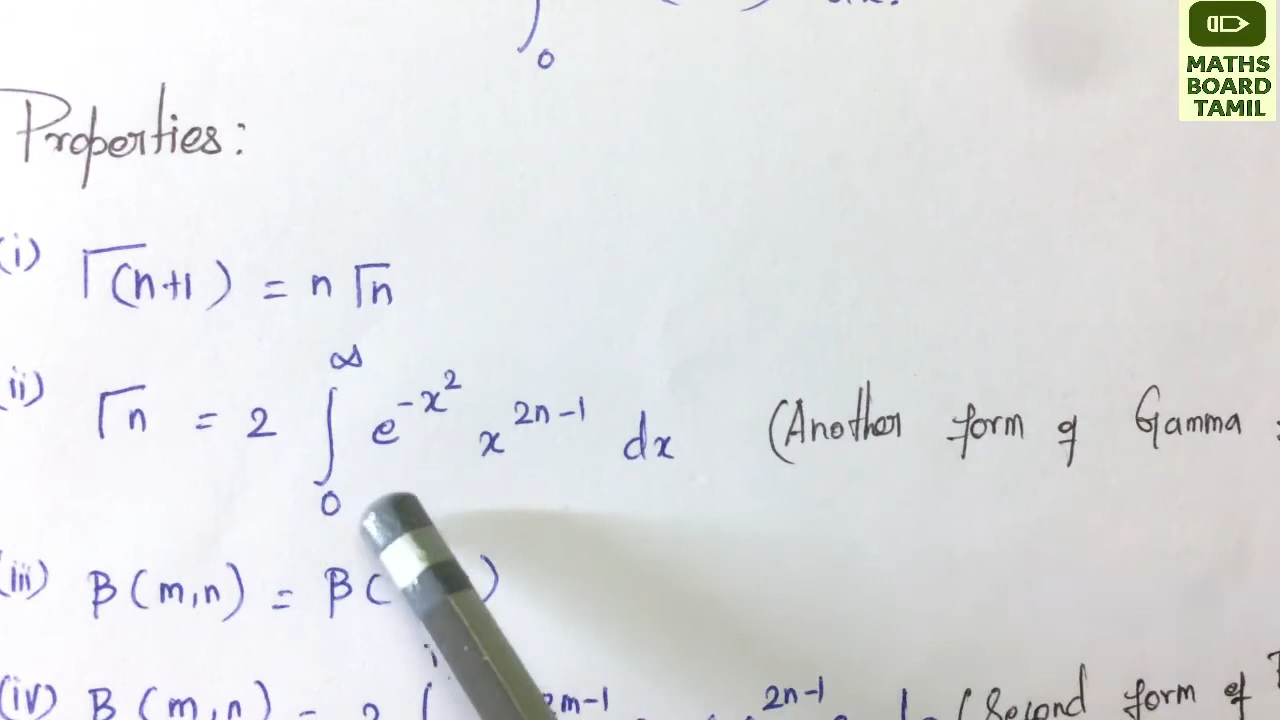 MATHS
BOARD
TAMIL
0
Properties:
(i) Γ(n+1) = n Γn
(ii) Γn = 2 ∫₀^∞ e^{-x²} x^{2n-1} dx (Another form of Gamma
(iii) β(m,n) = β( )
(iv) β(m,n) = 2 ∫ 2m-1 2n-1 (Second form of